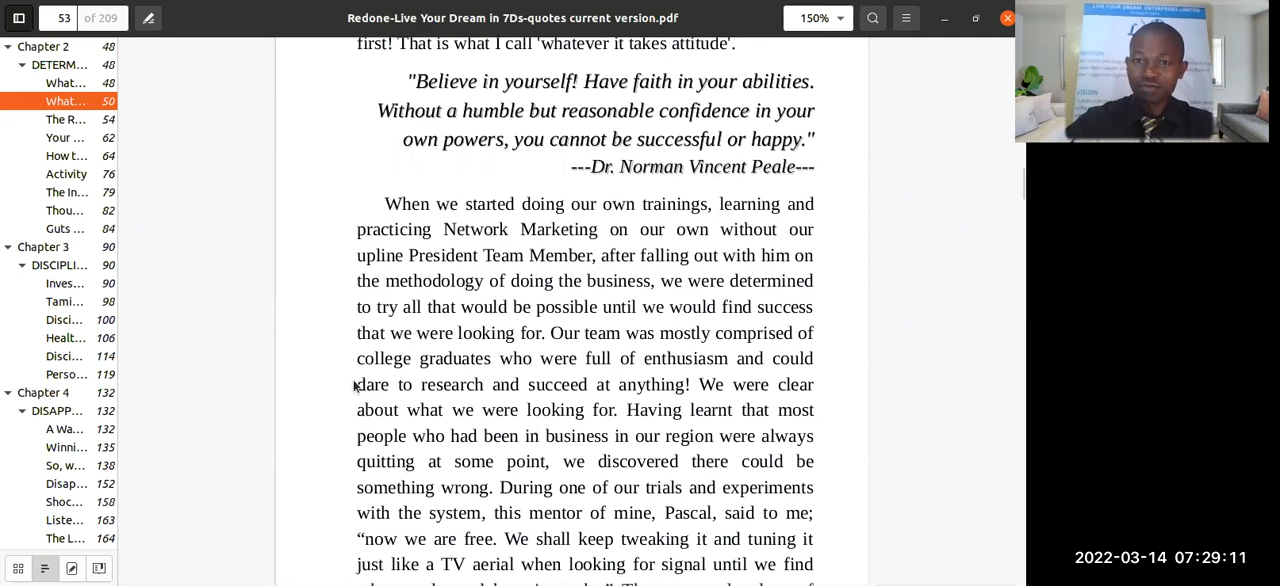 53
of 209
Redone-Live Your Dream in 7Ds-quotes current version.pdf
150%
Chapter 2 48
DETERM... 48
What... 48
What... 50
The R... 54
Your ... 62
How t... 64
Activity 76
The In... 79
Thou... 82
Guts ... 84
Chapter 3 90
DISCIPLI... 90
Inves... 90
Tami... 98
Disci... 100
Healt... 106
Disci... 114
Perso... 119
Chapter 4 132
DISAPP... 132
A Wa... 132
Winni... 135
So, w... 138
Disap... 152
Shoc... 158
Liste... 163
The L... 164
first! That is what I call 'whatever it takes attitude'.
"Believe in yourself! Have faith in your abilities.
Without a humble but reasonable confidence in your
own powers, you cannot be successful or happy."
---Dr. Norman Vincent Peale---
When we started doing our own trainings, learning and
practicing Network Marketing on our own without our
upline President Team Member, after falling out with him on
the methodology of doing the business, we were determined
to try all that would be possible until we would find success
that we were looking for. Our team was mostly comprised of
college graduates who were full of enthusiasm and could
dare to research and succeed at anything! We were clear
about what we were looking for. Having learnt that most
people who had been in business in our region were always
quitting at some point, we discovered there could be
something wrong. During one of our trials and experiments
with the system, this mentor of mine, Pascal, said to me;
“now we are free. We shall keep tweaking it and tuning it
just like a TV aerial when looking for signal until we find
LIVE YOUR DREAM ENTERPRISES LIMITED
MISSION
2022-03-14 07:29:11